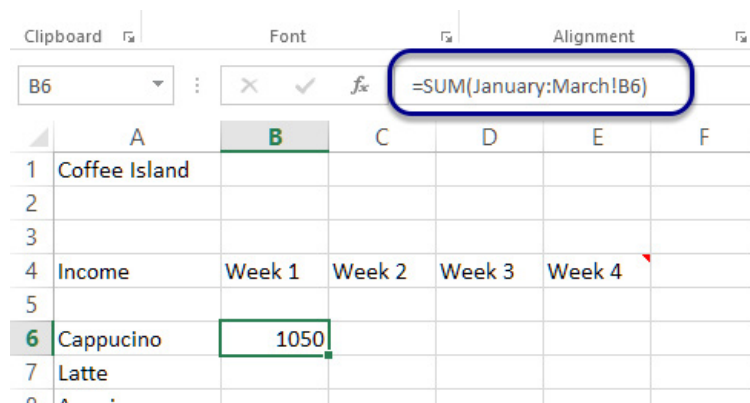 Clipboard Font Alignment
B6 fx =SUM(January:March!B6)
A B C D E F
1 Coffee Island
2
3
4 Income Week 1 Week 2 Week 3 Week 4
5
6 Cappucino 1050
7 Latte